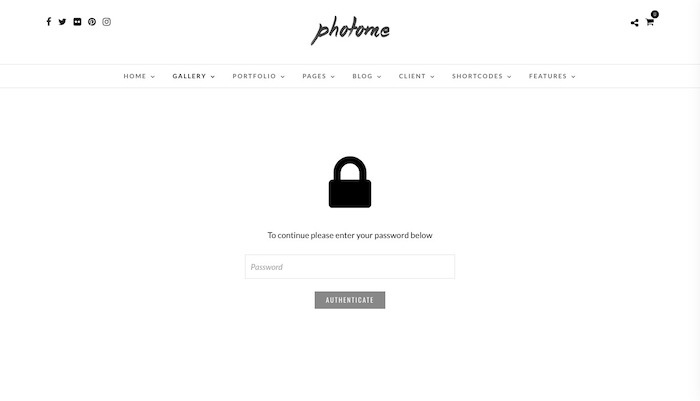 photome
0
HOME GALLERY PORTFOLIO PAGES BLOG CLIENT SHORTCODES FEATURES
To continue please enter your password below
Password
AUTHENTICATE